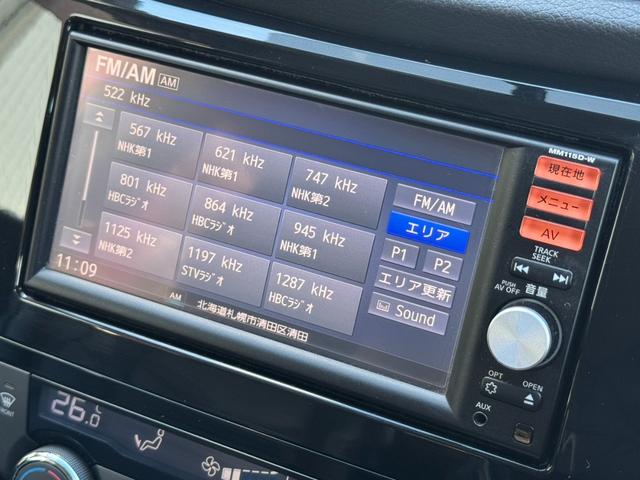 FM/AM AM
522 kHz
567 kHz
NHK第1
621 kHz
NHK第1
747 kHz
NHK第2
801 kHz
HBCラジオ
864 kHz
HBCラジオ
945 kHz
NHK第1
1125 kHz
NHK第2
1197 kHz
STVラジオ
1287 kHz
HBCラジオ
FM/AM
エリア
P1 P2
エリア更新
Sound
11:09
AM
北海道札幌市清田区清田
MM115D-W
現在地
メニュー
AV
TRACK
SEEK
PUSH
AV OFF
音量
OPT
OPEN
AUX
FRONT
26.0℃